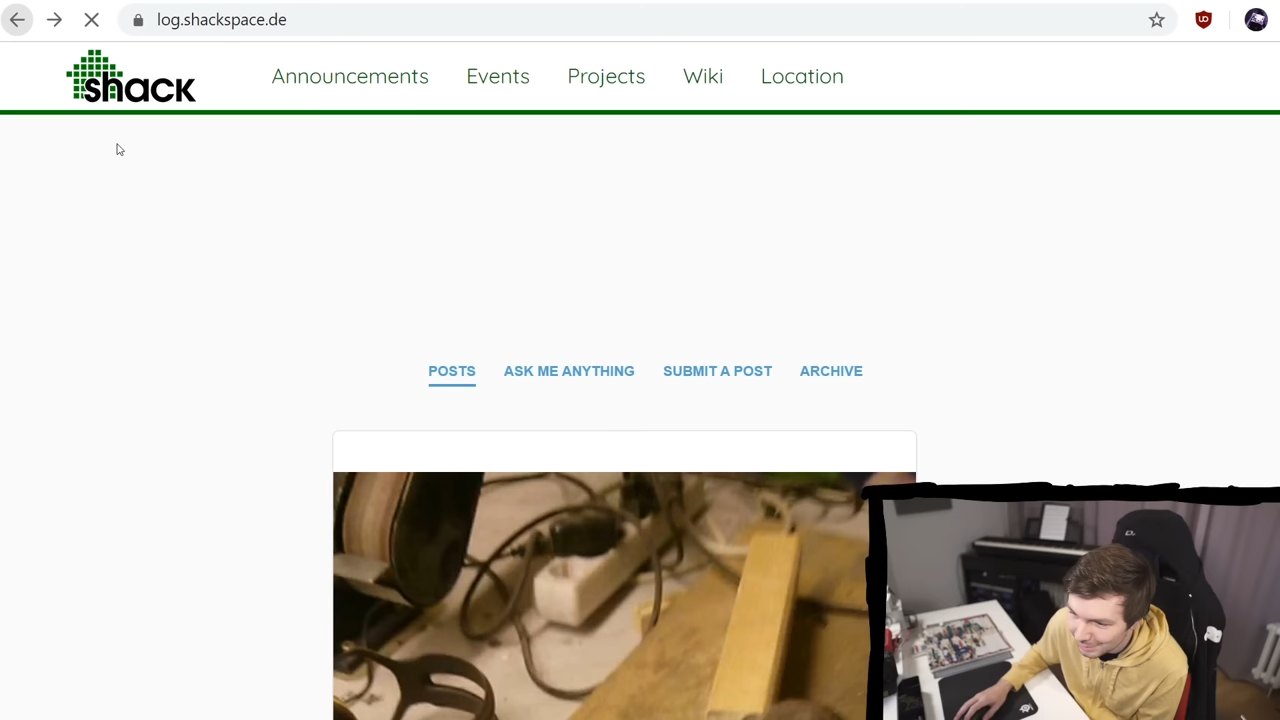 log.shackspace.de
shack
Announcements Events Projects Wiki Location
POSTS ASK ME ANYTHING SUBMIT A POST ARCHIVE